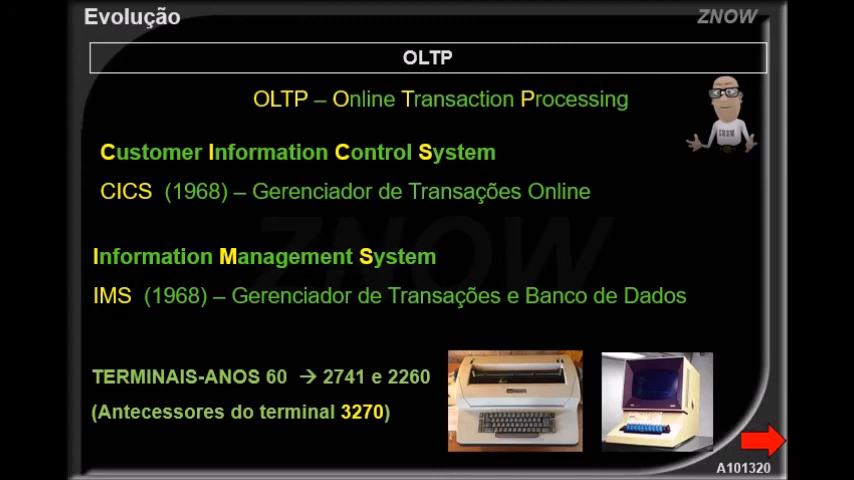 Evolução
ZNOW
OLTP
OLTP – Online Transaction Processing
Customer Information Control System
CICS (1968) – Gerenciador de Transações Online
ZNOW
Information Management System
IMS (1968) – Gerenciador de Transações e Banco de Dados
TERMINAIS-ANOS 60 → 2741 e 2260
(Antecessores do terminal 3270)
A101320